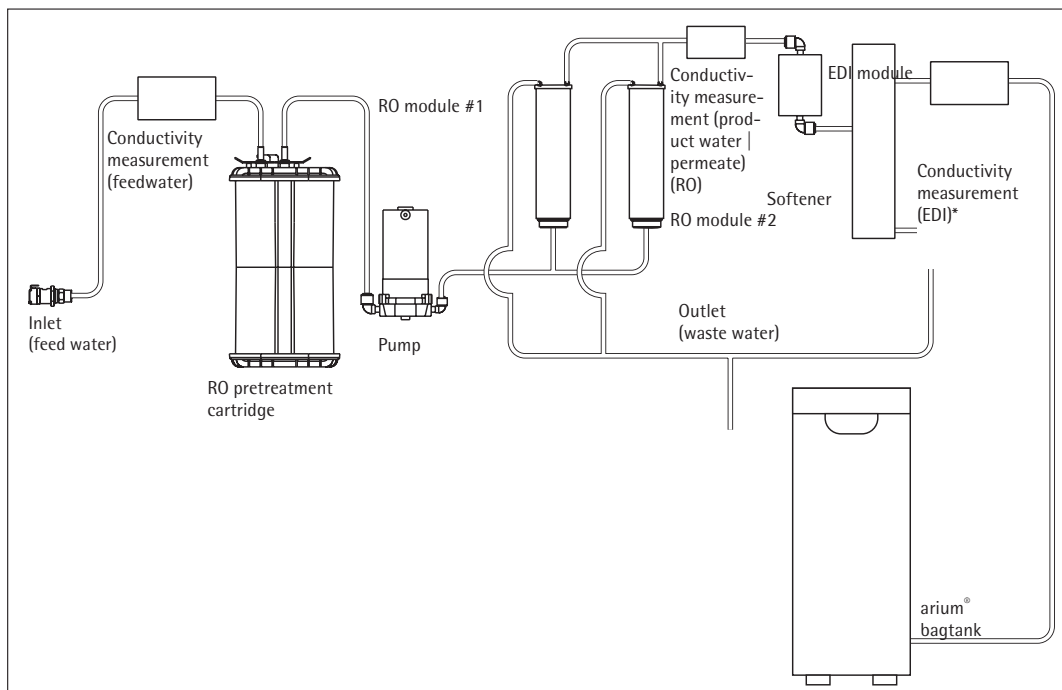 RO module #1
Conductivity
measurement
(feedwater)
Conductiv-
ity measure-
ment (prod-
uct water |
permeate)
(RO)
EDI module
Softener
Conductivity
measurement
(EDI)*
RO module #2
Inlet
(feed water)
Pump
Outlet
(waste water)
RO pretreatment
cartridge
arium®
bagtank